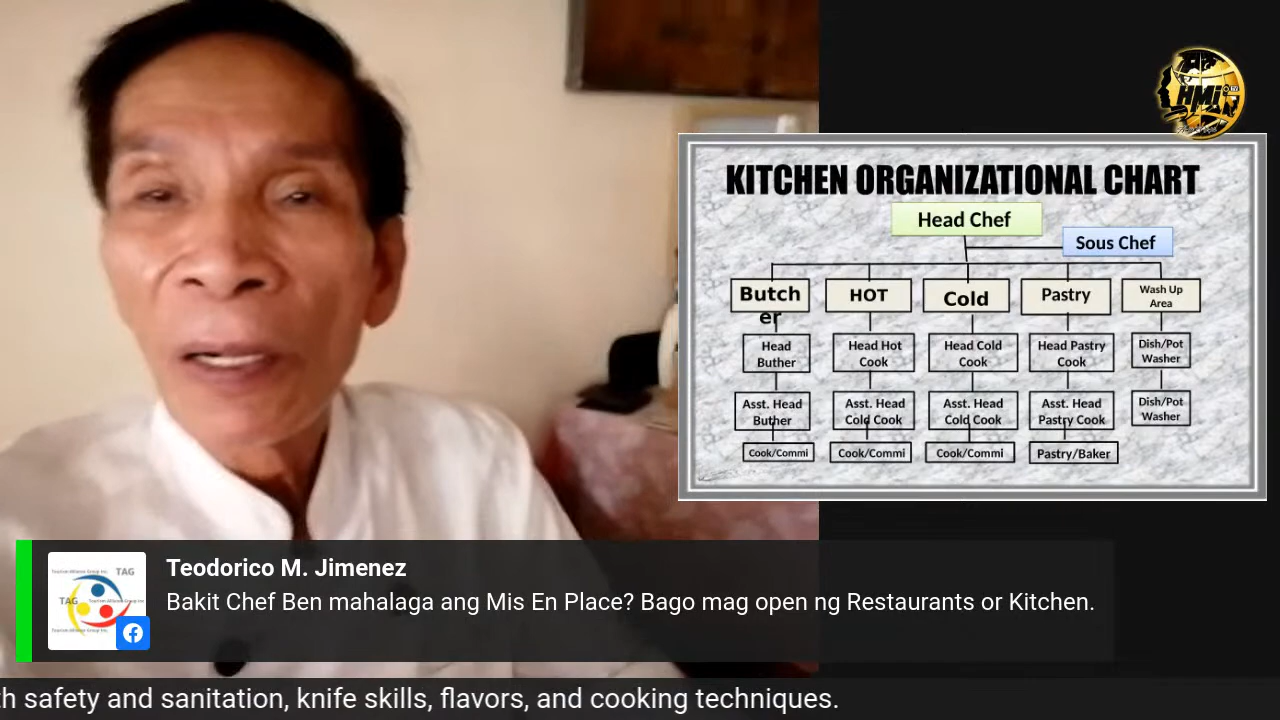 HMi
KITCHEN ORGANIZATIONAL CHART
Head Chef
Sous Chef
Butch
er
HOT
Cold
Pastry
Wash Up
Area
Head
Buther
Head Hot
Cook
Head Cold
Cook
Head Pastry
Cook
Dish/Pot
Washer
Asst. Head
Buther
Asst. Head
Cold Cook
Asst. Head
Cold Cook
Asst. Head
Pastry Cook
Dish/Pot
Washer
Cook/Commi
Cook/Commi
Cook/Commi
Pastry/Baker
TAG
TAG
Teodorico M. Jimenez
Bakit Chef Ben mahalaga ang Mis En Place? Bago mag open ng Restaurants or Kitchen.
th safety and sanitation, knife skills, flavors, and cooking techniques.